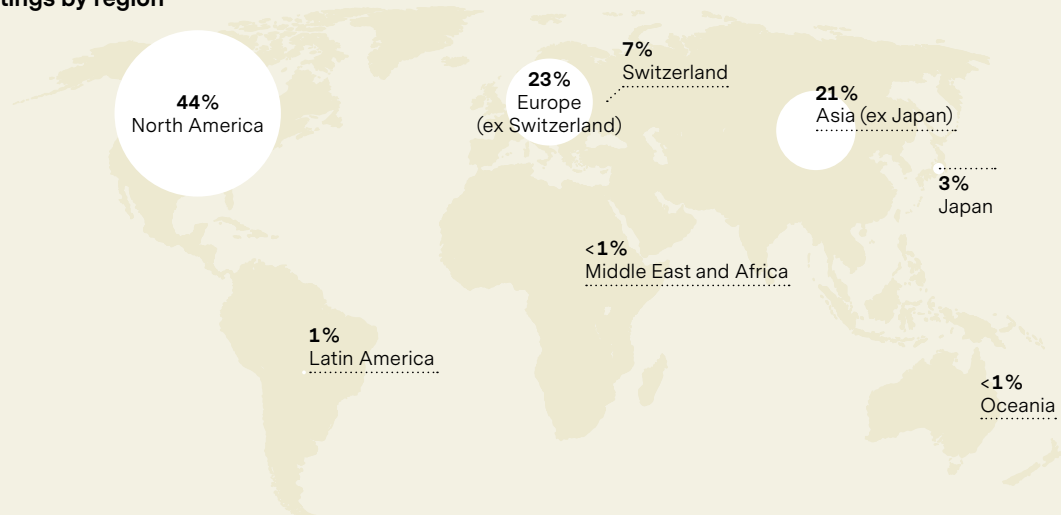 by region
44%
North America
23%
Europe
(ex Switzerland)
7%
Switzerland
21%
Asia (ex Japan)
3%
Japan
<1%
Middle East and Africa
1%
Latin America
<1%
Oceania